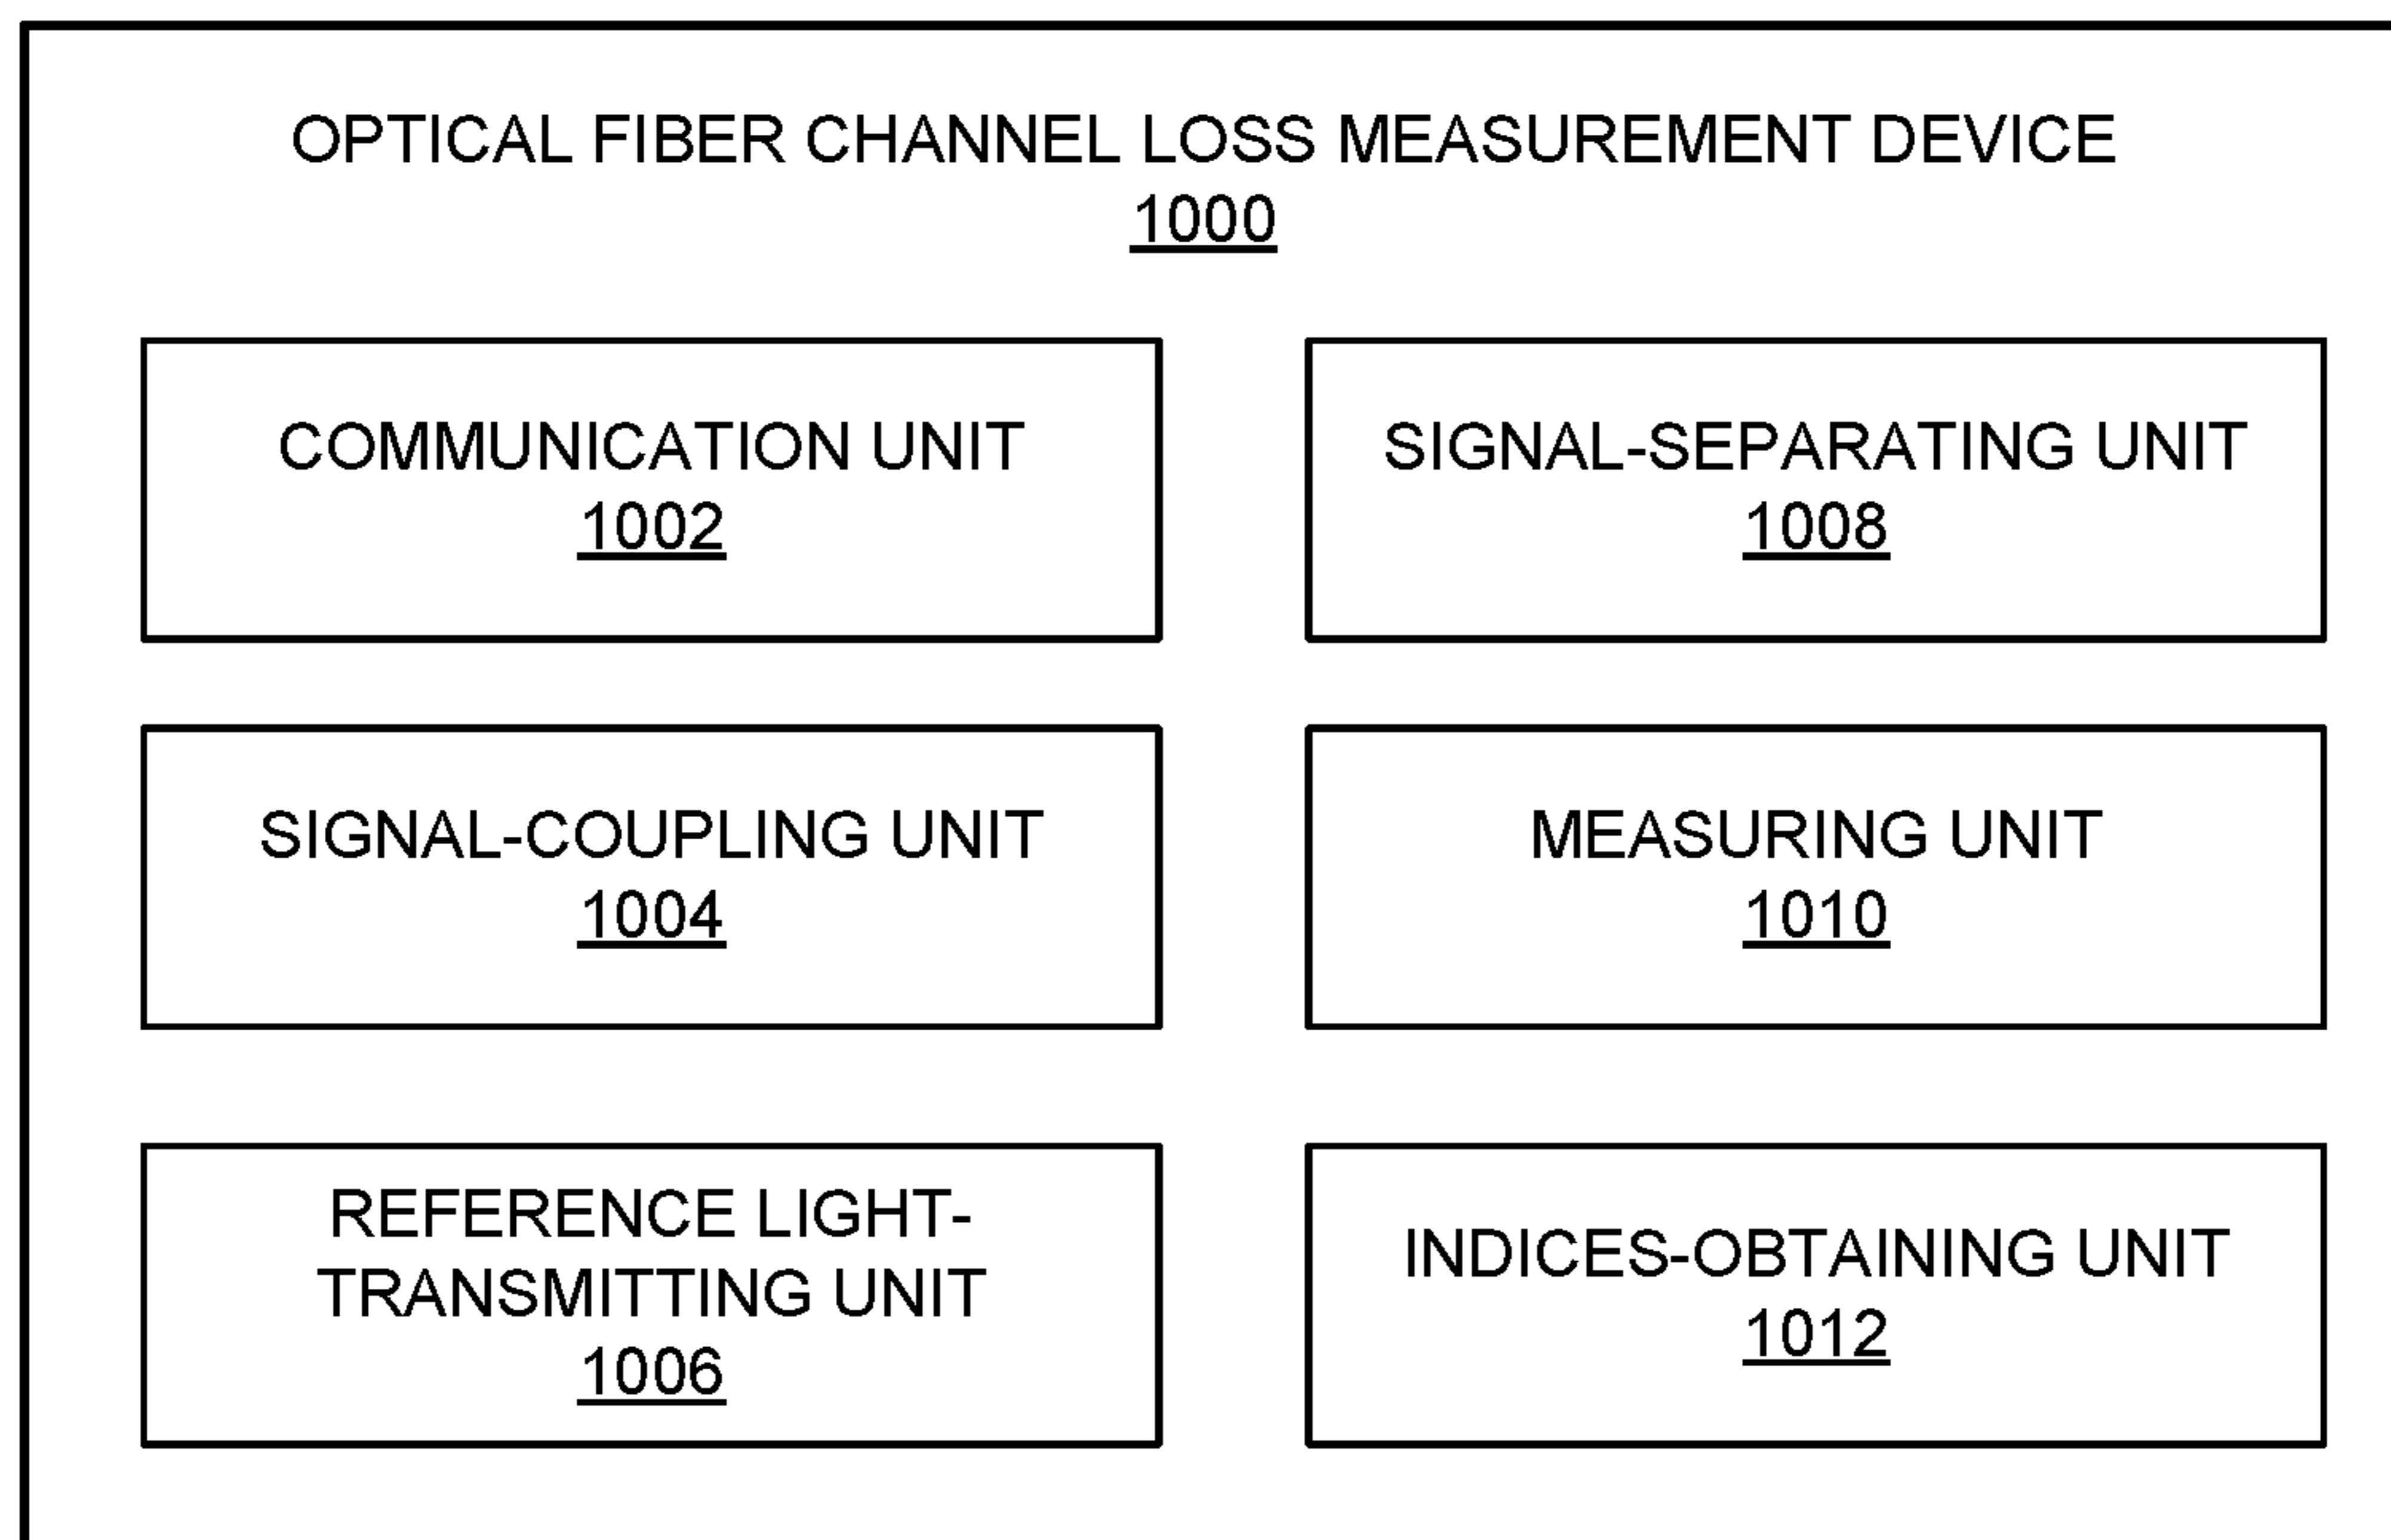 OPTICAL FIBER CHANNEL LOSS MEASUREMENT DEVICE
1000
COMMUNICATION UNIT
1002
SIGNAL-SEPARATING UNIT
1008
SIGNAL-COUPLING UNIT
1004
MEASURING UNIT
1010
REFERENCE LIGHT-
TRANSMITTING UNIT
1006
INDICES-OBTAINING UNIT
1012